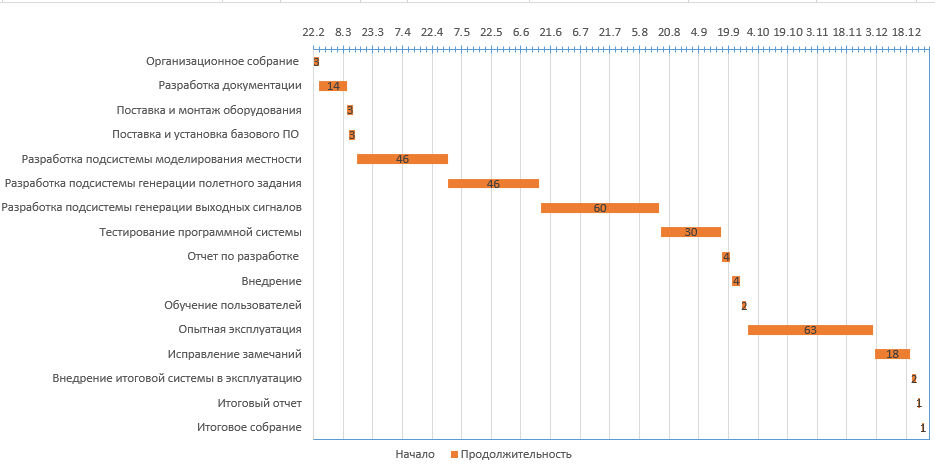 22.2 8.3 23.3 7.4 22.4 7.5 22.5 6.6 21.6 6.7 21.7 5.8 20.8 4.9 19.9 4.10 19.10 3.11 18.11 3.12 18.12
Организационное собрание 3
Разработка документации 14
Поставка и монтаж оборудования 3
Поставка и установка базового ПО 3
Разработка подсистемы моделирования местности 46
Разработка подсистемы генерации полетного задания 46
Разработка подсистемы генерации выходных сигналов 60
Тестирование программной системы 30
Отчет по разработке 4
Внедрение 4
Обучение пользователей 2
Опытная эксплуатация 63
Исправление замечаний 18
Внедрение итоговой системы в эксплуатацию 2
Итоговый отчет 1
Итоговое собрание 1
Начало Продолжительность